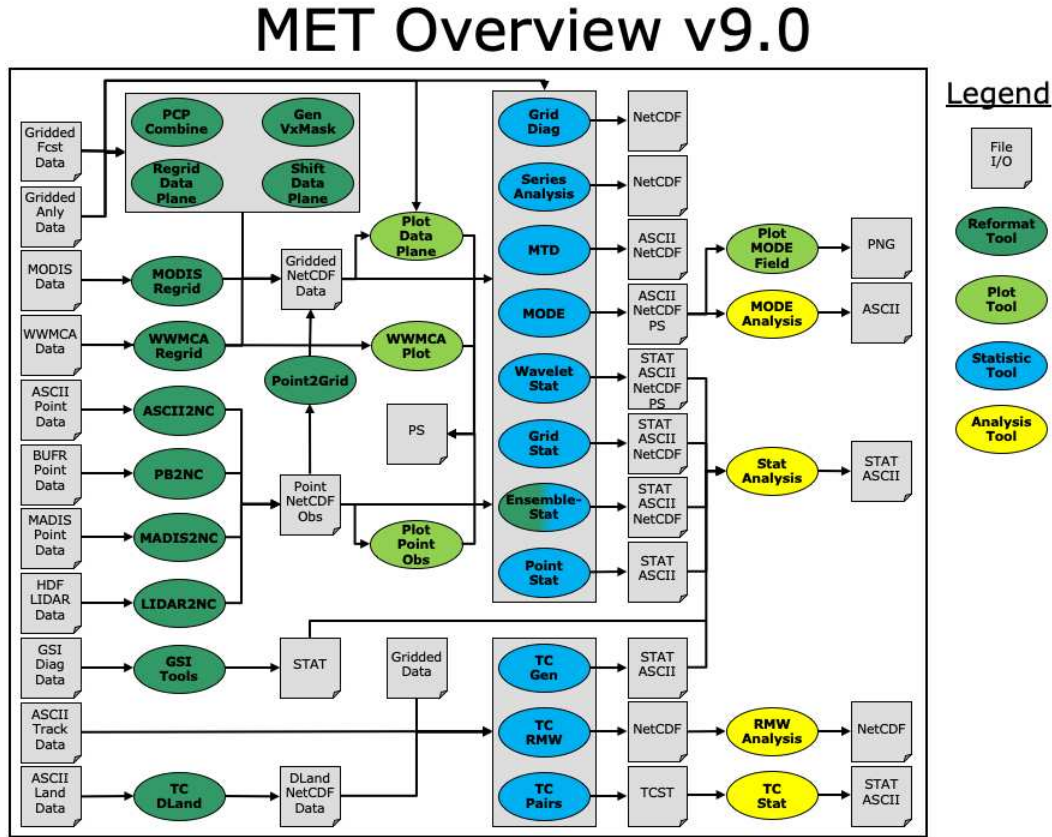 MET Overview v9.0
Legend
File
I/O
Reformat
Tool
Plot
Tool
Statistic
Tool
Analysis
Tool
Gridded
Fcst
Data
Gridded
Anly
Data
MODIS
Data
WWMCA
Data
ASCII
Point
Data
BUFR
Point
Data
MADIS
Point
Data
HDF
LIDAR
Data
GSI
Diag
Data
ASCII
Track
Data
ASCII
Land
Data
PCP
Combine
Gen
VxMask
Regrid
Data
Plane
Shift
Data
Plane
MODIS
Regrid
WWMCA
Regrid
ASCII2NC
PB2NC
MADIS2NC
LIDAR2NC
GSI
Tools
TC
DLand
Gridded
NetCDF
Data
Point2Grid
Point
NetCDF
Obs
STAT
DLand
NetCDF
Data
Plot
Data
Plane
WWMCA
Plot
PS
Plot
Point
Obs
Gridded
Data
Grid
Diag
Series
Analysis
MTD
MODE
Wavelet
Stat
Grid
Stat
Ensemble-
Stat
Point
Stat
TC
Gen
TC
RMW
TC
Pairs
NetCDF
NetCDF
ASCII
NetCDF
ASCII
NetCDF
PS
STAT
ASCII
NetCDF
PS
STAT
ASCII
NetCDF
STAT
ASCII
NetCDF
STAT
ASCII
STAT
ASCII
NetCDF
TCST
Plot
MODE
Field
MODE
Analysis
Stat
Analysis
RMW
Analysis
TC
Stat
PNG
ASCII
STAT
ASCII
NetCDF
STAT
ASCII